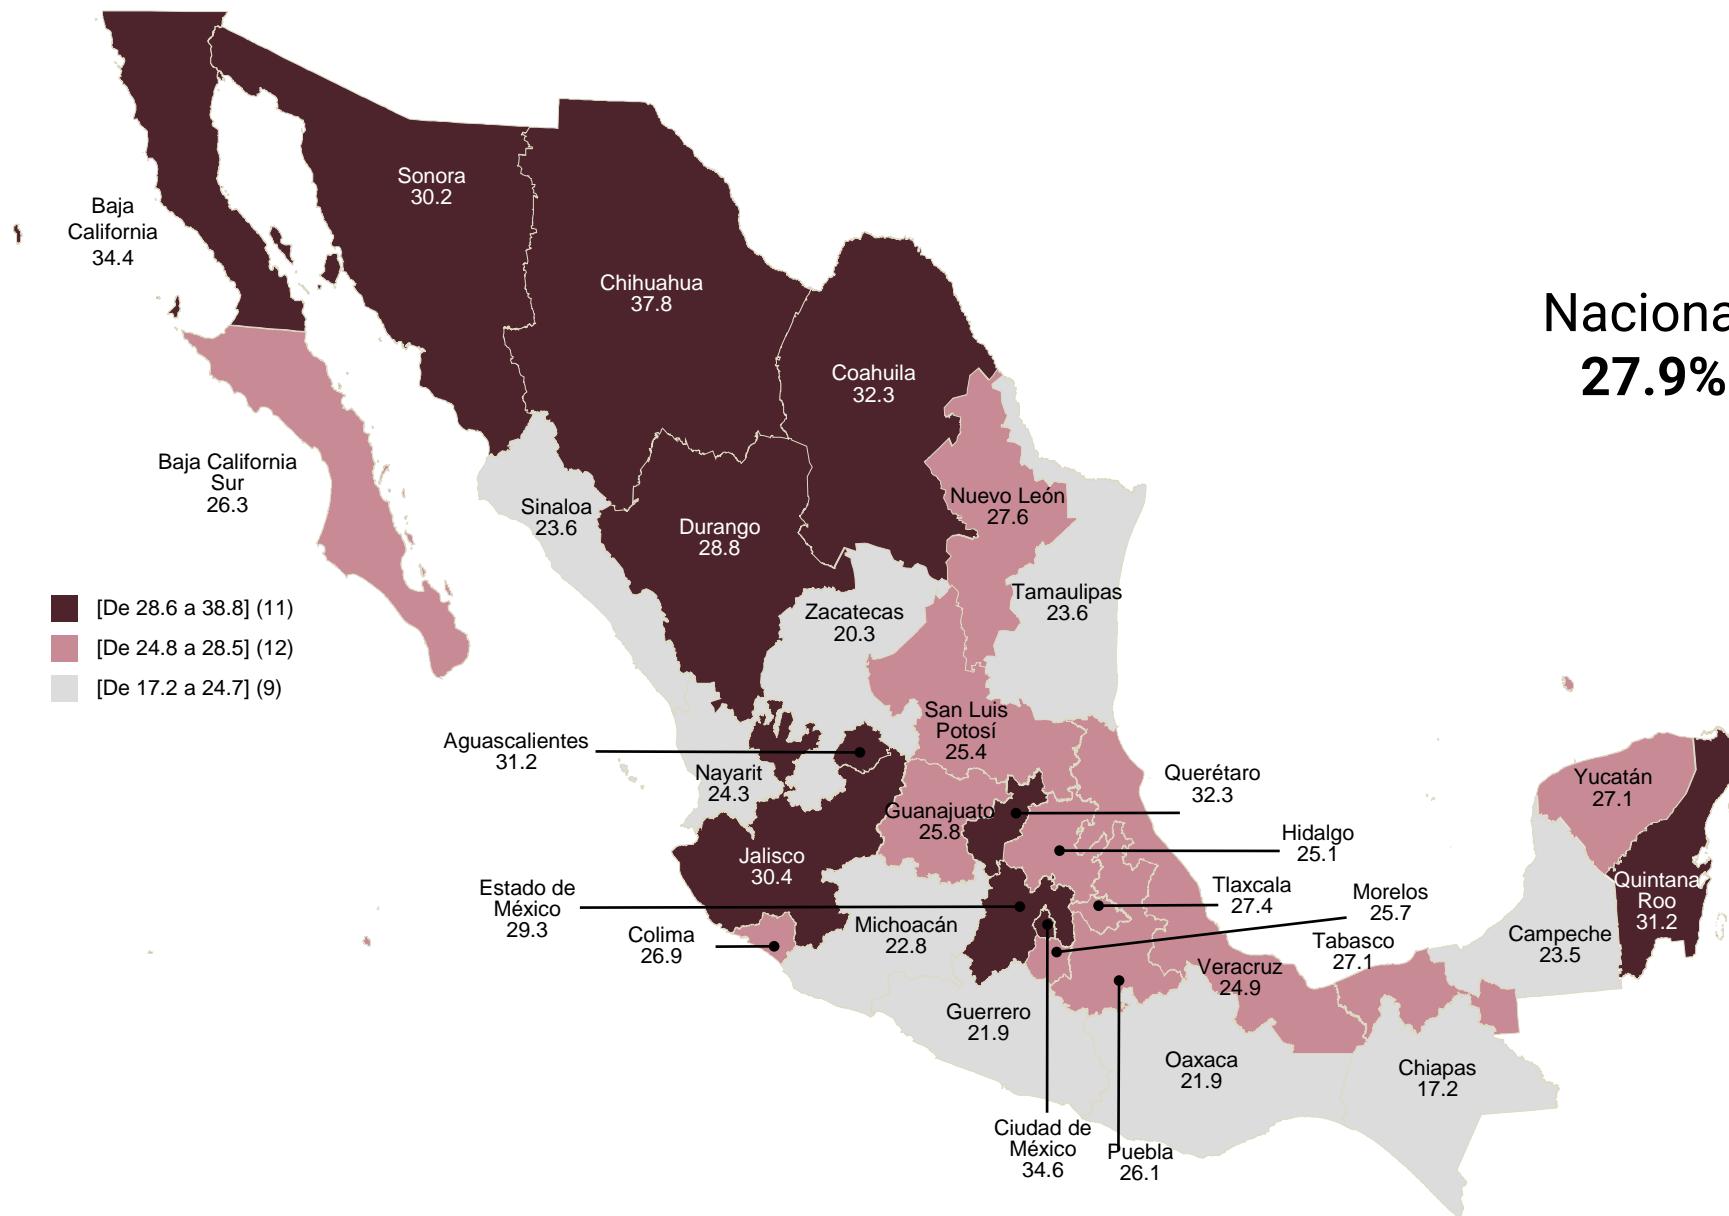 Sonora
30.2
Baja
California
34.4
Chihuahua
37.8
Naciona
27.9%
Coahuila
32.3
Baja California
Sur
26.3
Nuevo León
27.6
Sinaloa
23.6
Durango
28.8
Tamaulipas
23.6
Zacatecas
20.3
[De 28.6 a 38.8] (11)
[De 24.8 a 28.5] (12)
[De 17.2 a 24.7] (9)
San Luis
Potosí
25.4
Aguascalientes
31.2
Nayarit
24.3
Querétaro
32.3
Yucatán
27.1
Guanajuato
25.8
Hidalgo
25.1
Jalisco
30.4
Estado de
México
29.3
Tlaxcala
27.4
Morelos
25.7
Quintana
Roo
31.2
Colima
26.9
Michoacán
22.8
Tabasco
27.1
Campeche
23.5
Veracruz
24.9
Guerrero
21.9
Oaxaca
21.9
Chiapas
17.2
Ciudad de
México
34.6
Puebla
26.1